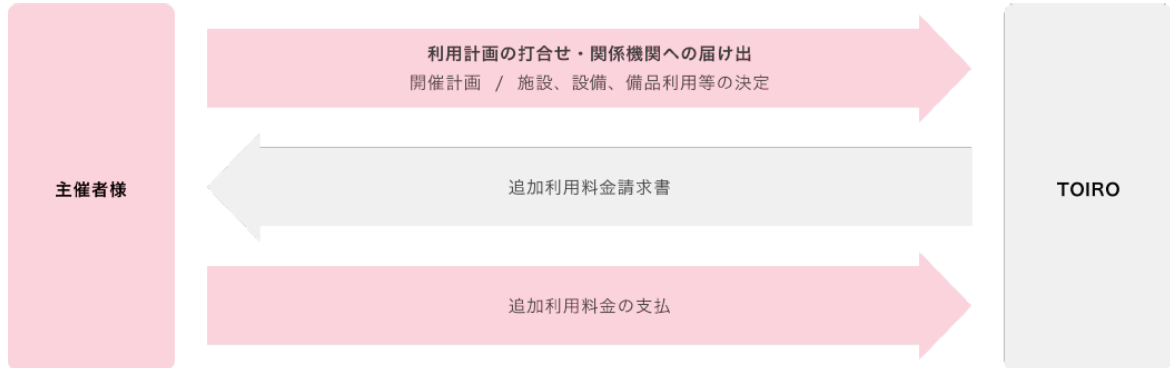 利用計画の打合せ・関係機関への届け出
開催計画 / 施設、設備、備品利用等の決定
主催者様
追加利用料金請求書
TOIRO
追加利用料金の支払